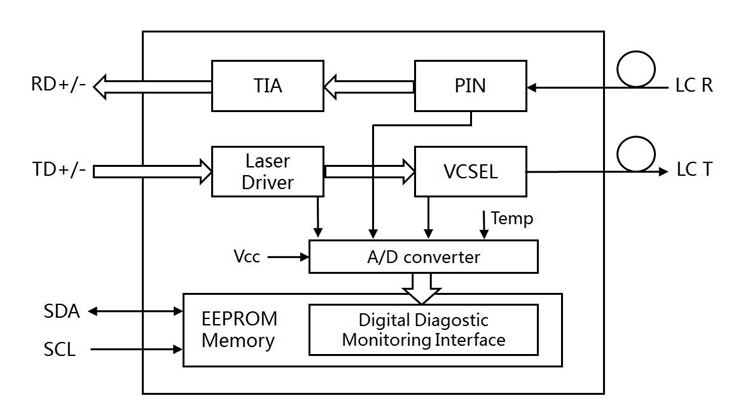 RD+/-
TIA
PIN
LC R
TD+/-
Laser
Driver
VCSEL
LC T
Temp
Vcc
A/D converter
SDA
SCL
EEPROM
Memory
Digital Diagostic
Monitoring Interface